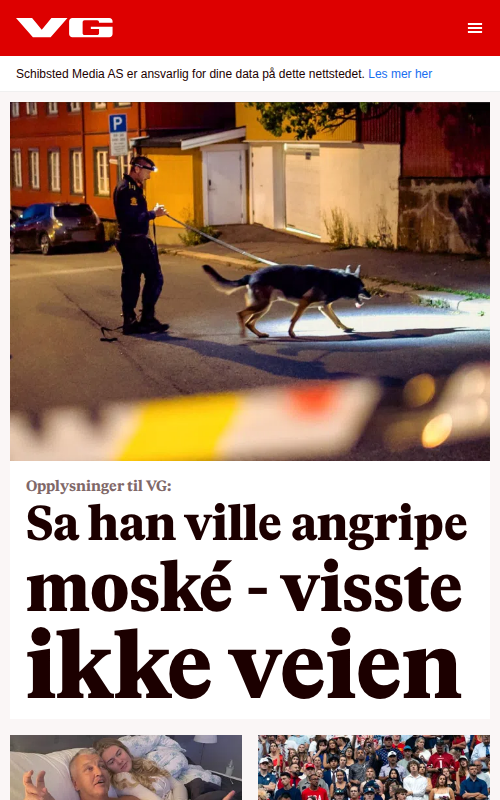 VG
Schibsted Media AS er ansvarlig for dine data på dette nettstedet. Les mer her
P
Opplysninger til VG:
Sa han ville angripe
moské - visste
ikke veien